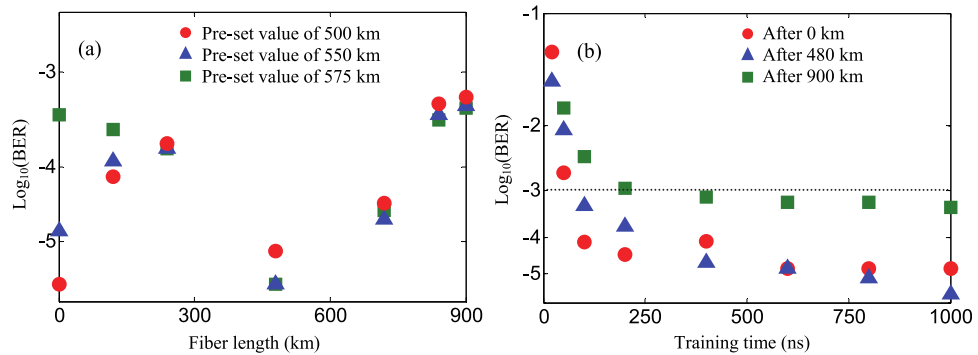 (a)
Pre-set value of 500 km
Pre-set value of 550 km
Pre-set value of 575 km
-3
-4
-5
Log10(BER)
0
300
600
900
Fiber length (km)
(b)
After 0 km
After 480 km
After 900 km
-1
-2
-3
-4
-5
Log10(BER)
0
250
500
750
1000
Training time (ns)